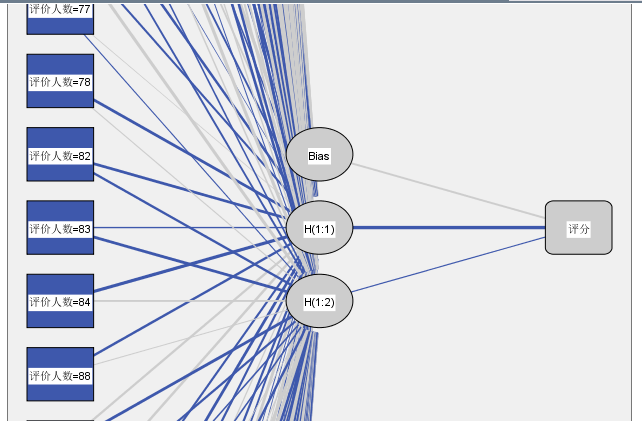 评价人数=77
评价人数=78
Bias
评价人数=82
评价人数=83
H(1:1)
评分
评价人数=84
H(1:2)
评价人数=88